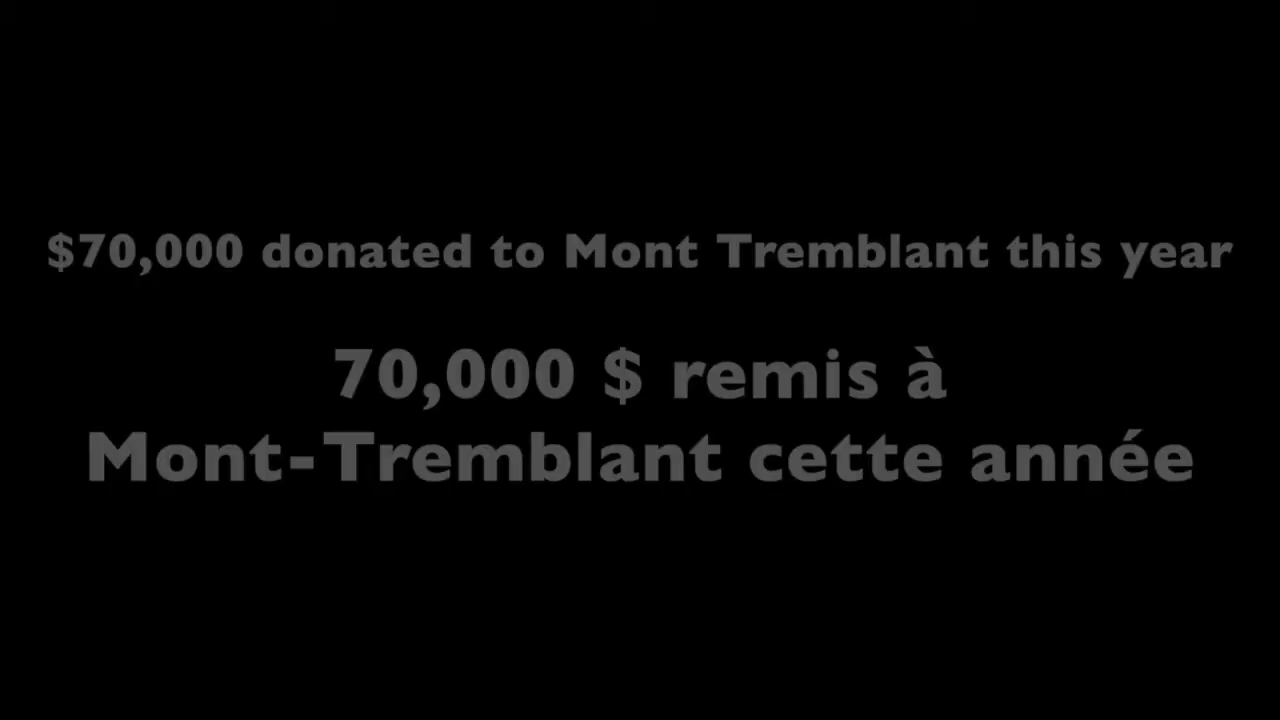 $70,000 donated to Mont Tremblant this year
70,000 $ remis à
Mont-Tremblant cette année